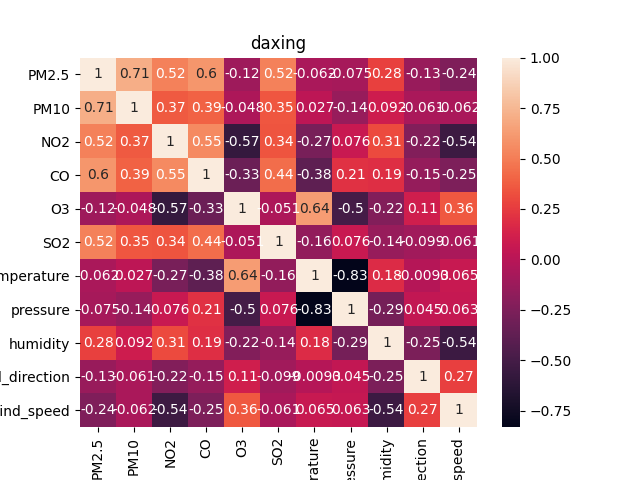 daxing
PM2.5 1 0.71 0.52 0.6 -0.12 0.52 -0.062 -0.075 0.28 -0.13 -0.24
PM10 0.71 1 0.37 0.39 -0.048 0.35 0.027 -0.14 0.092 -0.061 -0.062
NO2 0.52 0.37 1 0.55 -0.57 0.34 -0.27 0.076 0.31 -0.22 -0.54
CO 0.6 0.39 0.55 1 -0.33 0.44 -0.38 0.21 0.19 -0.15 -0.25
O3 -0.12 -0.048 -0.57 -0.33 1 -0.051 0.64 -0.5 -0.22 0.11 0.36
SO2 0.52 0.35 0.34 0.44 -0.051 1 -0.16 0.076 -0.14 -0.099 -0.061
mperature -0.062 0.027 -0.27 -0.38 0.64 -0.16 1 -0.83 0.18 -0.0093 0.065
pressure -0.075 -0.14 0.076 0.21 -0.5 0.076 -0.83 1 -0.29 0.045 0.063
humidity 0.28 0.092 0.31 0.19 -0.22 -0.14 0.18 -0.29 1 -0.25 -0.54
l_direction -0.13 -0.061 -0.22 -0.15 0.11 -0.099 -0.0093 0.045 -0.25 1 0.27
ind_speed -0.24 -0.062 -0.54 -0.25 0.36 -0.061 0.065 0.063 -0.54 0.27 1
PM2.5 PM10 NO2 CO O3 SO2 rature ssure midity ection speed
1.00
0.75
0.50
0.25
0.00
−0.25
−0.50
−0.75